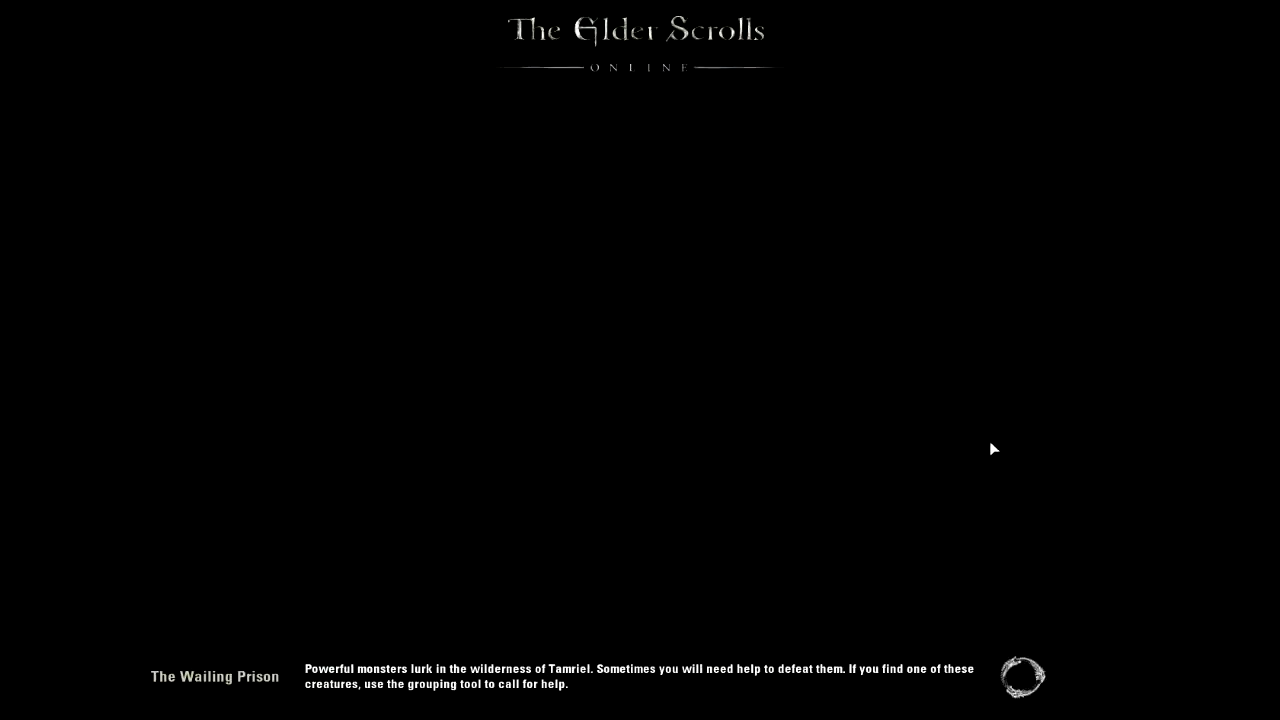 The Elder Scrolls
ONLINE
The Wailing Prison
Powerful monsters lurk in the wilderness of Tamriel. Sometimes you will need help to defeat them. If you find one of these
creatures, use the grouping tool to call for help.